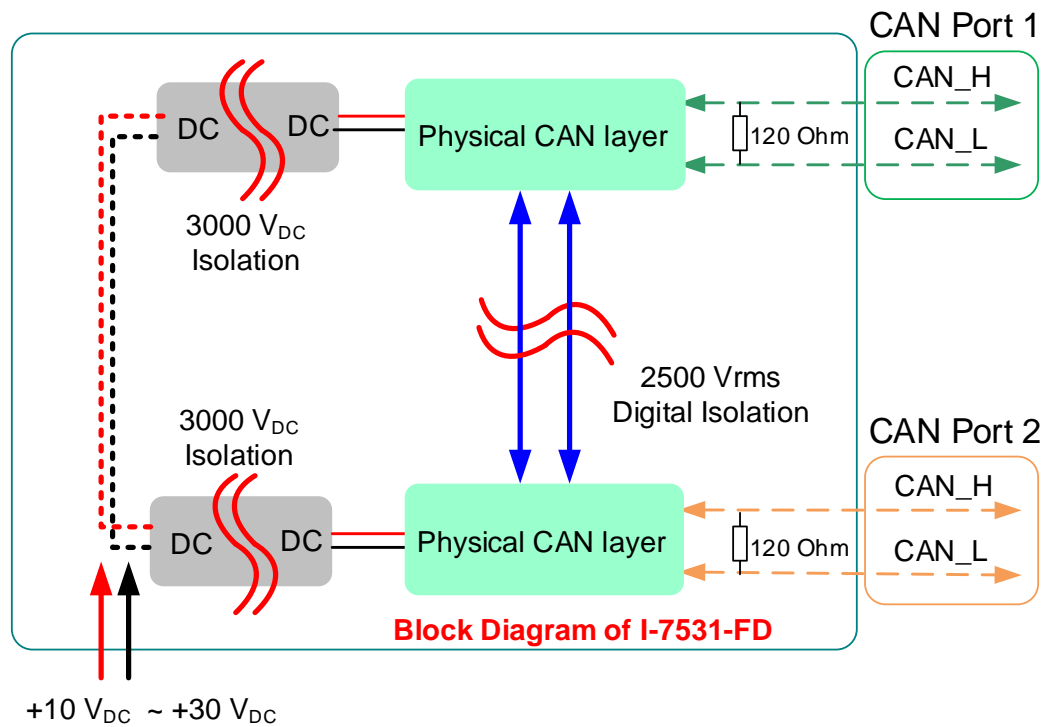 CAN Port 1
CAN_H
DC
DC
Physical CAN layer
120 Ohm
CAN_L
3000 VDC
Isolation
2500 Vrms
Digital Isolation
3000 VDC
Isolation
CAN Port 2
CAN_H
DC
DC
Physical CAN layer
120 Ohm
CAN_L
Block Diagram of I-7531-FD
+10 VDC ~ +30 VDC